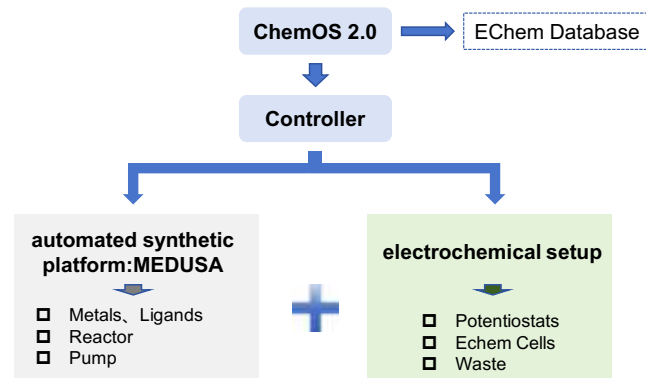 ChemOS 2.0
EChem Database
Controller
automated synthetic
platform:MEDUSA
Metals、Ligands
Reactor
Pump
electrochemical setup
Potentiostats
Echem Cells
Waste